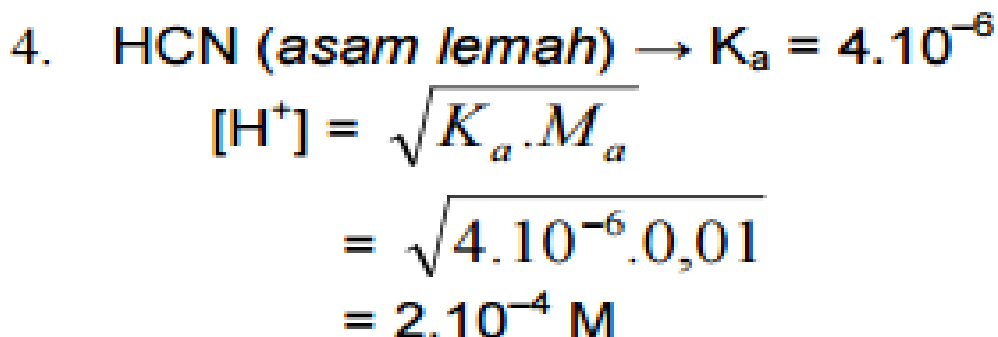 4. HCN (asam lemah) → Kₐ = 4.10⁻⁶
[H⁺] = √(Kₐ.Mₐ)
= √(4.10⁻⁶.0,01)
= 2.10⁻⁴ M